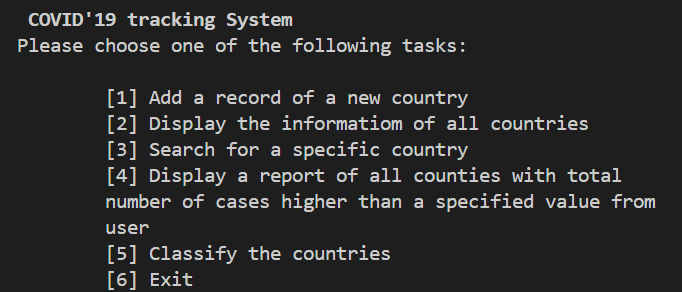 COVID'19 tracking System
Please choose one of the following tasks:
[1] Add a record of a new country
[2] Display the informatiom of all countries
[3] Search for a specific country
[4] Display a report of all counties with total
number of cases higher than a specified value from
user
[5] Classify the countries
[6] Exit